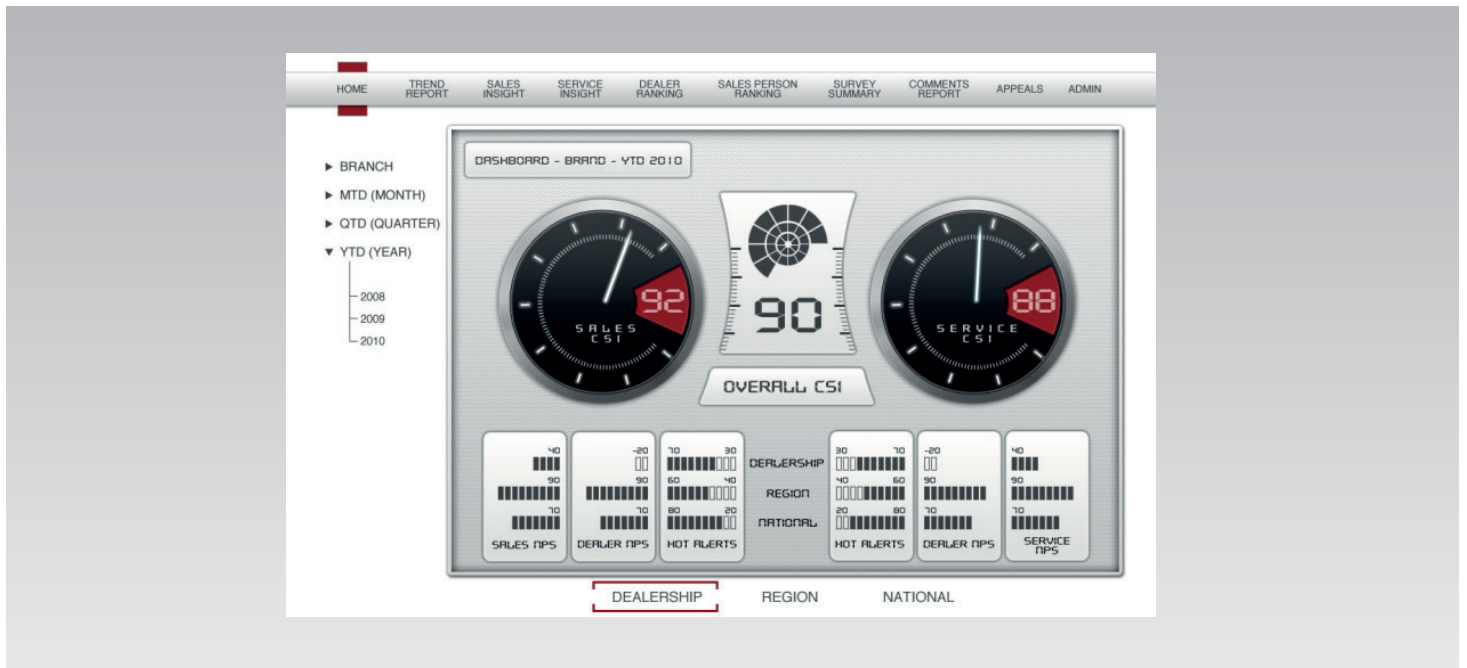 HOME
TREND
REPORT
SALES
INSIGHT
SERVICE
INSIGHT
DEALER
RANKING
SALES PERSON
RANKING
SURVEY
SUMMARY
COMMENTS
REPORT
APPEALS
ADMIN
BRANCH
MTD (MONTH)
QTD (QUARTER)
YTD (YEAR)
2008
2009
2010
DASHBOARD - BRAND - YTD 2010
92
SALES
CSI
90
OVERALL CSI
88
SERVICE
CSI
40
90
70
SALES NPS
-20
90
70
DEALER NPS
70 30
60 40
80 20
HOT ALERTS
DEALERSHIP
REGION
NATIONAL
30 70
40 60
20 80
HOT ALERTS
-20
90
70
DEALER NPS
40
90
70
SERVICE
NPS
DEALERSHIP REGION NATIONAL